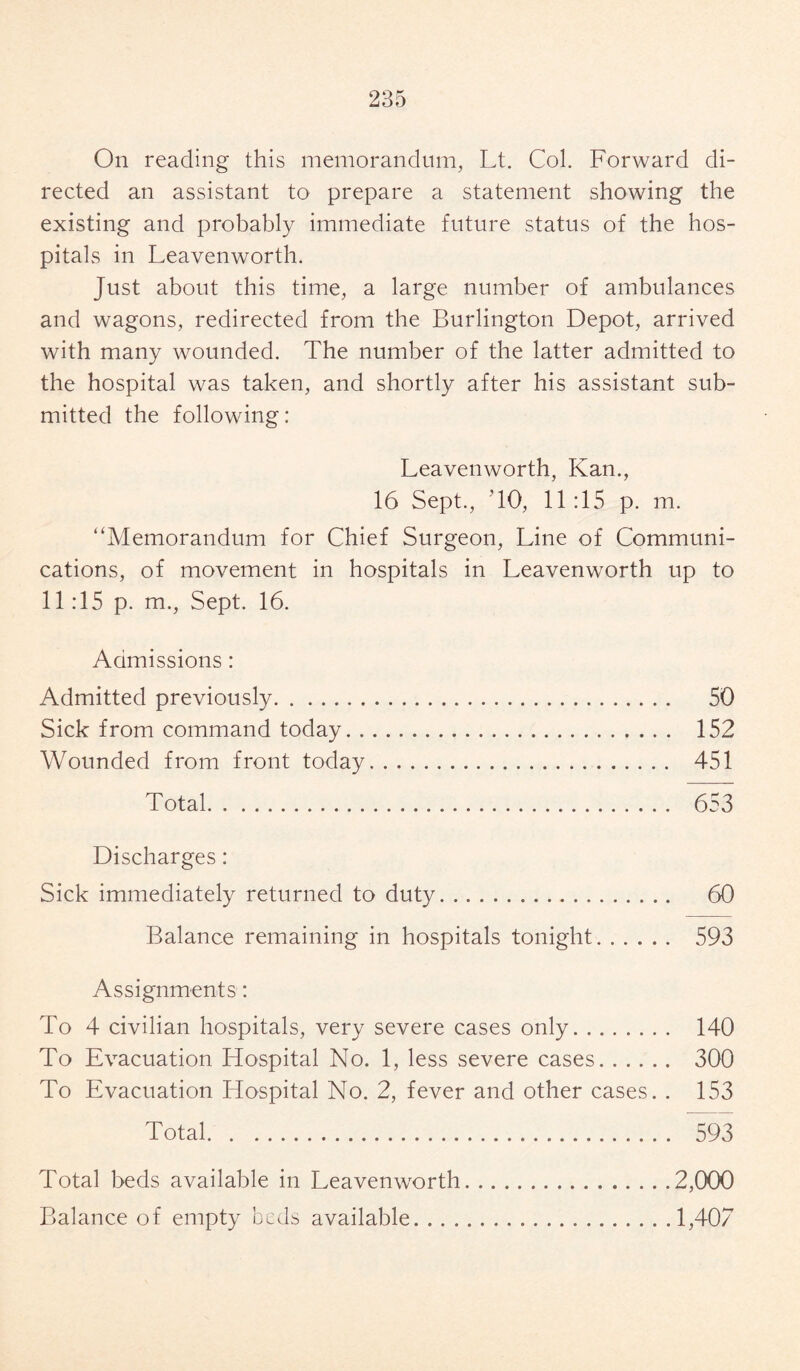 235
On reading this memorandum, Lt. Col. Forward di-
rected an assistant to prepare a statement showing the
existing and probably immediate future status of the hos-
pitals in Leavenworth.
Just about this time, a large number of ambulances
and wagons, redirected from the Burlington Depot, arrived
with many wounded. The number of the latter admitted to
the hospital was taken, and shortly after his assistant sub-
mitted the following:
Leavenworth, Kan.,
16 Sept., '10, 11:15 p. m.
"Memorandum for Chief Surgeon, Line of Communi-
cations, of movement in hospitals in Leavenworth up to
11:15 p. m., Sept. 16.
Admissions:
Admitted previously. . . . . . . . . . . . . . . . . . . . . . . . . . . . . . 50
Sick from command today. . . . . . . . . . . . . . . . . . . . . . . . . 152
Wounded from front today. . . . . . . . . . . . . . . . . . . . . . . 451
Total. . . . . . . . . . . . . . . . . . . . . . . . . . . . . . . . . . . 653
Discharges:
Sick immediately returned to duty. . . . . . . . . . . . . . . . . . 60
Balance remaining in hospitals tonight. . . . . . 593
Assignments:
To 4 civilian hospitals, very severe cases only. . . . . . . . 140
To Evacuation Hospital No. 1, less severe cases. . . . . . 300
To Evacuation Hospital No. 2, fever and other cases. . 153
Total. . . . . . . . . . . . . . . . . . . . . . . . . . . . . . . . . . . 593
Total beds available in Leavenworth. . . . . . . . . . . . . . . .2,000
Balance of empty beds available. . . . . . . . . . . . . . . . . . . .1,407